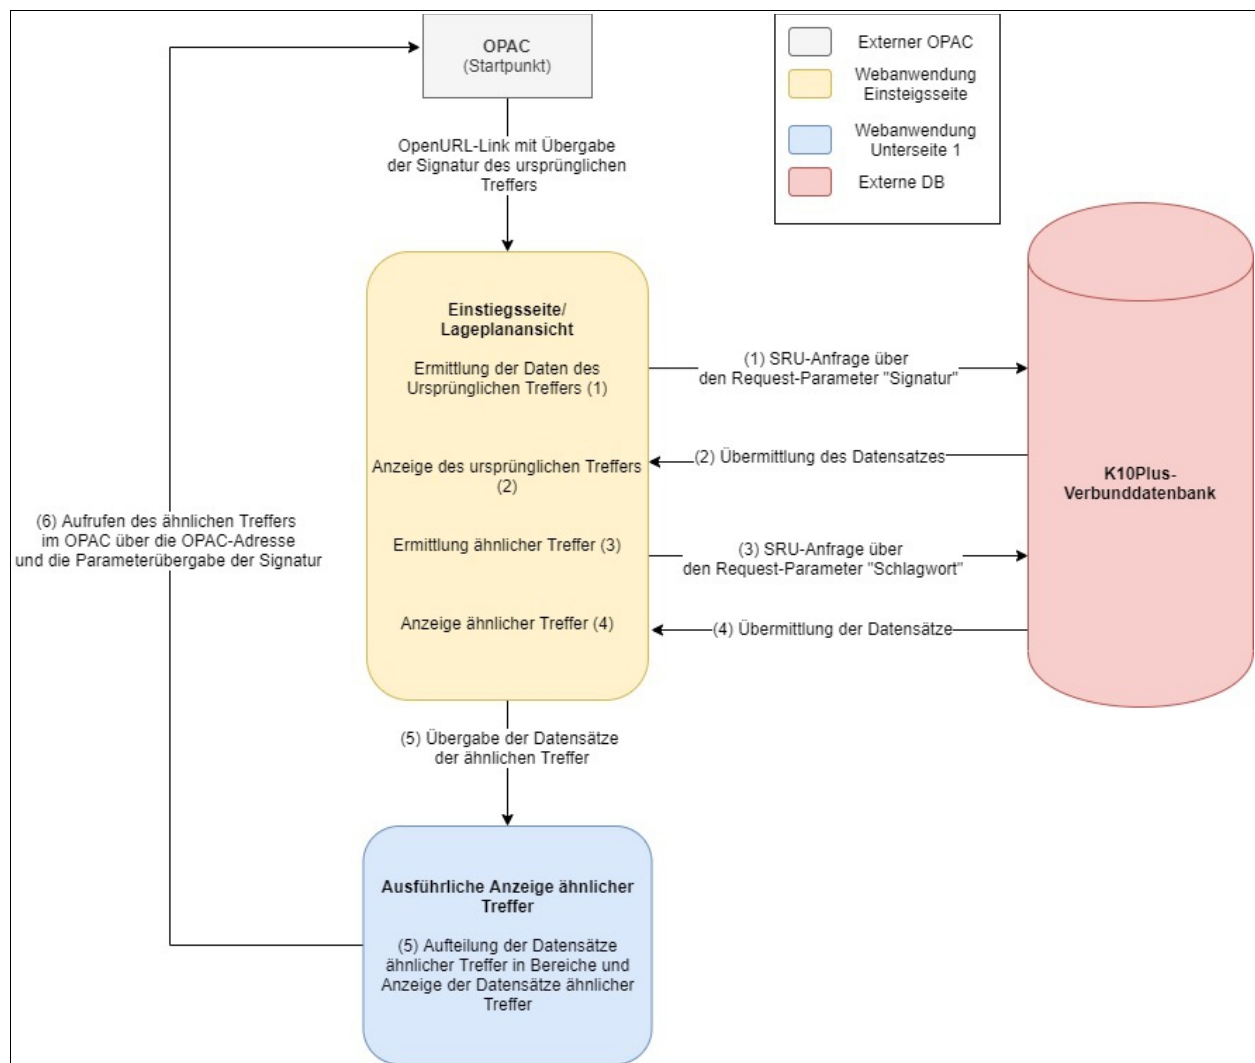 OPAC
(Startpunkt)
Externer OPAC
Webanwendung
Einsteigsseite
Webanwendung
Unterseite 1
Externe DB
OpenURL-Link mit Übergabe
der Signatur des ursprünglichen
Treffers
Einstiegsseite/
Lageplanansicht
Ermittlung der Daten des
Ursprünglichen Treffers (1)
(1) SRU-Anfrage über
den Request-Parameter "Signatur"
Anzeige des ursprünglichen Treffers
(2)
(2) Übermittlung des Datensatzes
K10Plus-
Verbunddatenbank
Ermittlung ähnlicher Treffer (3)
(3) SRU-Anfrage über
den Request-Parameter "Schlagwort"
Anzeige ähnlicher Treffer (4)
(4) Übermittlung der Datensätze
(6) Aufrufen des ähnlichen Treffers
im OPAC über die OPAC-Adresse
und die Parameterübergabe der Signatur
(5) Übergabe der Datensätze
der ähnlichen Treffer
Ausführliche Anzeige ähnlicher
Treffer
(5) Aufteilung der Datensätze
ähnlicher Treffer in Bereiche und
Anzeige der Datensätze ähnlicher
Treffer